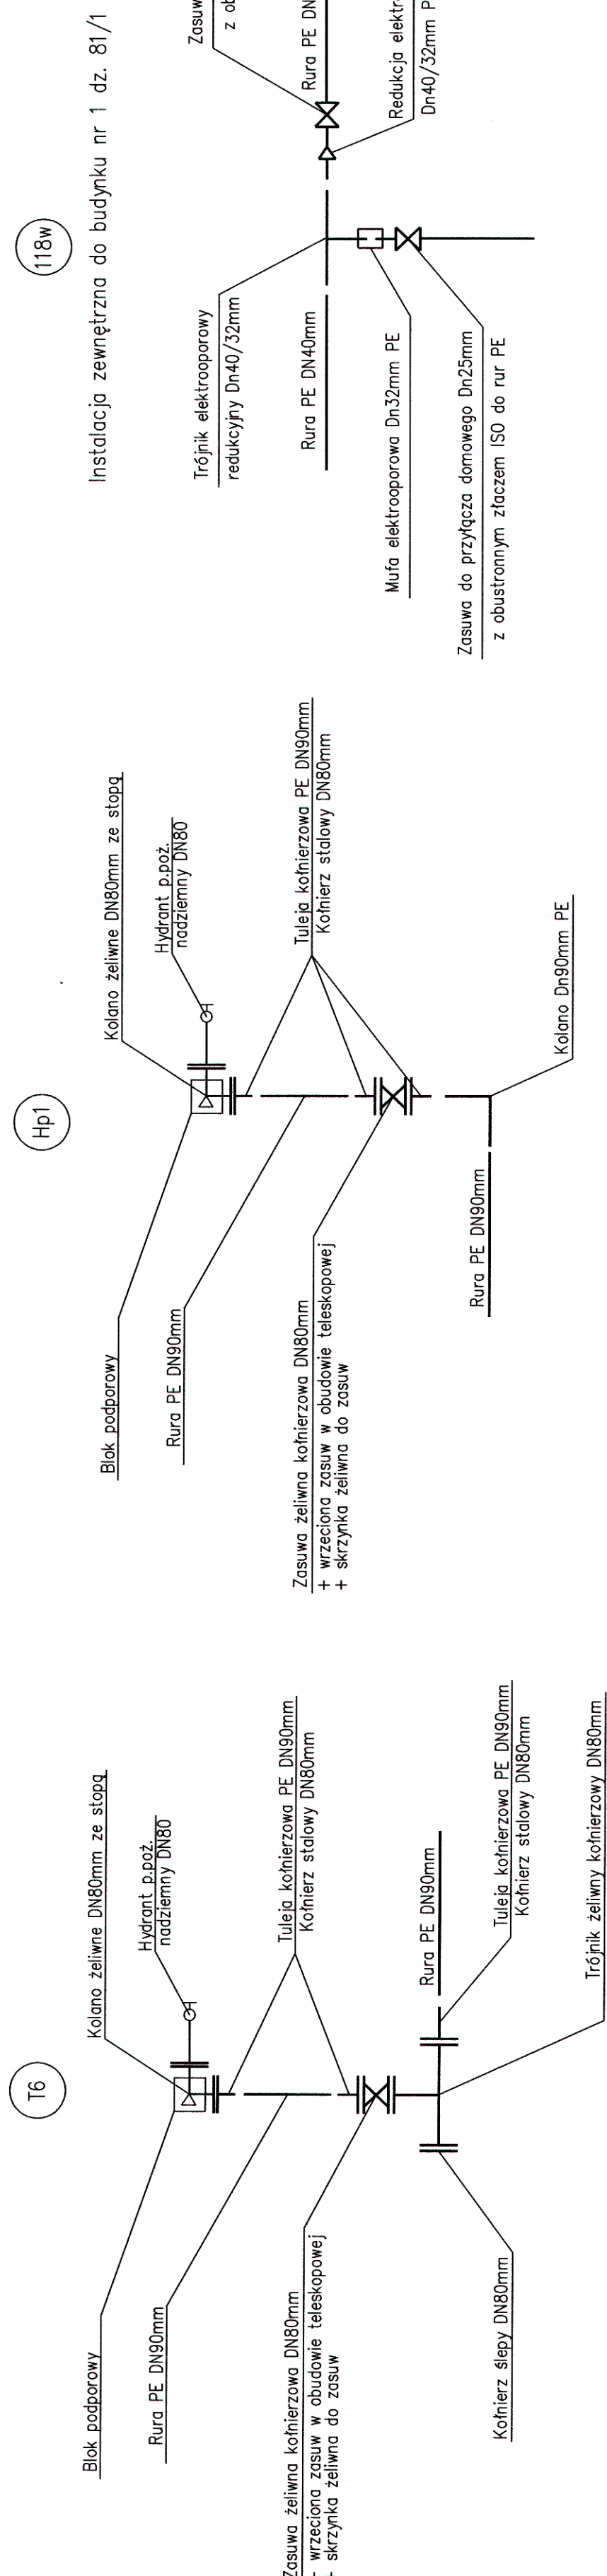 T6
Kolano żeliwne DN80mm ze stopą
Hydrant p.poż.
nadziemny DN80
Blok podporowy
Rura PE DN90mm
Tuleja kołnierzowa PE DN90mm
Kołnierz stalowy DN80mm
Zasuwa żeliwna kołnierzowa DN80mm
+ wrzeciona zasuw w obudowie teleskopowej
+ skrzynka żeliwna do zasuw
Rura PE DN90mm
Tuleja kołnierzowa PE DN90mm
Kołnierz stalowy DN80mm
Kołnierz ślepy DN80mm
Trójnik żeliwny kołnierzowy DN80mm
Hp1
Kolano żeliwne DN80mm ze stopą
Hydrant p.poż.
nadziemny DN80
Blok podporowy
Rura PE DN90mm
Tuleja kołnierzowa PE DN90mm
Kołnierz stalowy DN80mm
Zasuwa żeliwna kołnierzowa DN80mm
+ wrzeciona zasuw w obudowie teleskopowej
+ skrzynka żeliwna do zasuw
Rura PE DN90mm
Kolano Dn90mm PE
118w
Instalacja zewnętrzna do budynku nr 1 dz. 81/1
Trójnik elektrooporowy
redukcyjny Dn40/32mm
Rura PE DN40mm
Mufa elektrooporowa Dn32mm PE
Zasuwa do przyłącza domowego Dn25mm
z obustronnym złaczem ISO do rur PE
Zasuw
z ob
Rura PE DN
Redukcja elektr
Dn40/32mm P